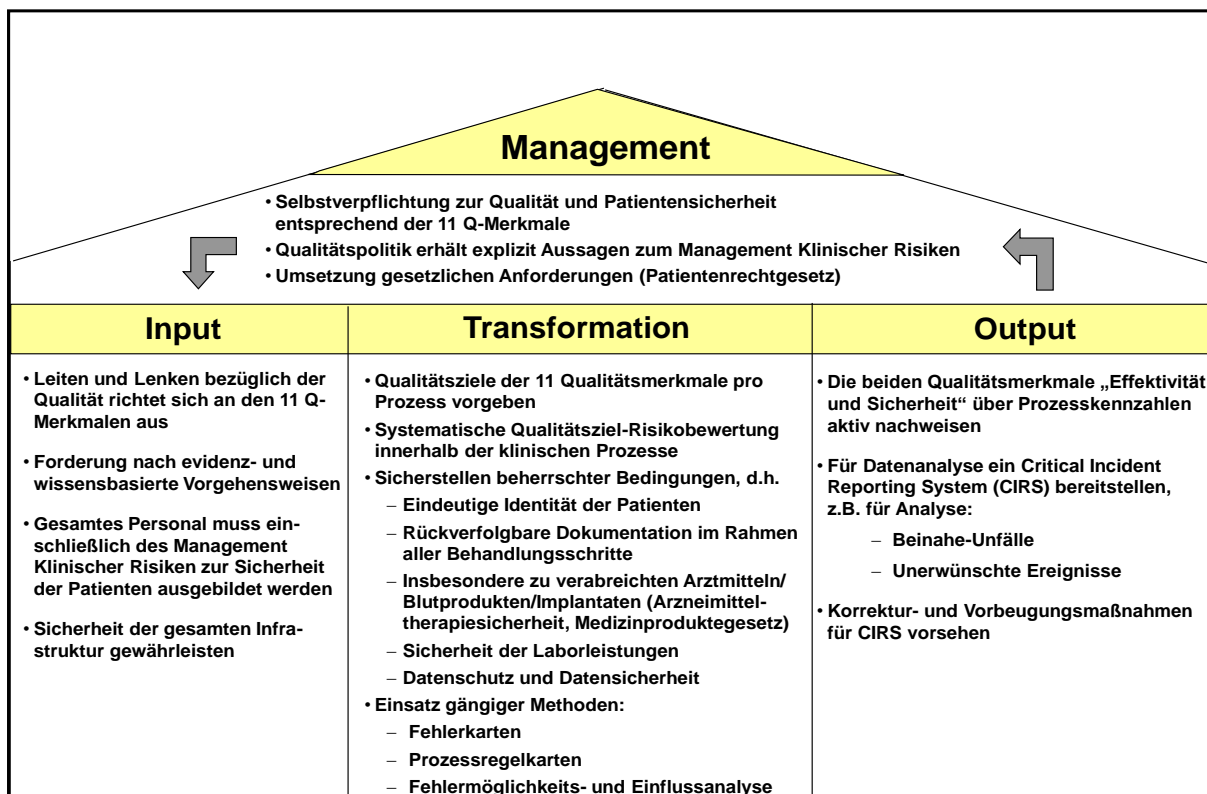 Management
• Selbstverpflichtung zur Qualität und Patientensicherheit
entsprechend der 11 Q-Merkmale
• Qualitätspolitik erhält explizit Aussagen zum Management Klinischer Risiken
• Umsetzung gesetzlichen Anforderungen (Patientenrechtgesetz)
Input
• Leiten und Lenken bezüglich der
Qualität richtet sich an den 11 Q-
Merkmalen aus
• Forderung nach evidenz- und
wissensbasierte Vorgehensweisen
• Gesamtes Personal muss ein-
schließlich des Management
Klinischer Risiken zur Sicherheit
der Patienten ausgebildet werden
• Sicherheit der gesamten Infra-
struktur gewährleisten
Transformation
• Qualitätsziele der 11 Qualitätsmerkmale pro
Prozess vorgeben
• Systematische Qualitätsziel-Risikobewertung
innerhalb der klinischen Prozesse
• Sicherstellen beherrschter Bedingungen, d.h.
– Eindeutige Identität der Patienten
– Rückverfolgbare Dokumentation im Rahmen
aller Behandlungsschritte
– Insbesondere zu verabreichten Arztmitteln/
Blutprodukten/Implantaten (Arzneimittel-
therapiesicherheit, Medizinproduktegesetz)
– Sicherheit der Laborleistungen
– Datenschutz und Datensicherheit
• Einsatz gängiger Methoden:
– Fehlerkarten
– Prozessregelkarten
– Fehlermöglichkeits- und Einflussanalyse
Output
• Die beiden Qualitätsmerkmale „Effektivität
und Sicherheit“ über Prozesskennzahlen
aktiv nachweisen
• Für Datenanalyse ein Critical Incident
Reporting System (CIRS) bereitstellen,
z.B. für Analyse:
– Beinahe-Unfälle
– Unerwünschte Ereignisse
• Korrektur- und Vorbeugungsmaßnahmen
für CIRS vorsehen